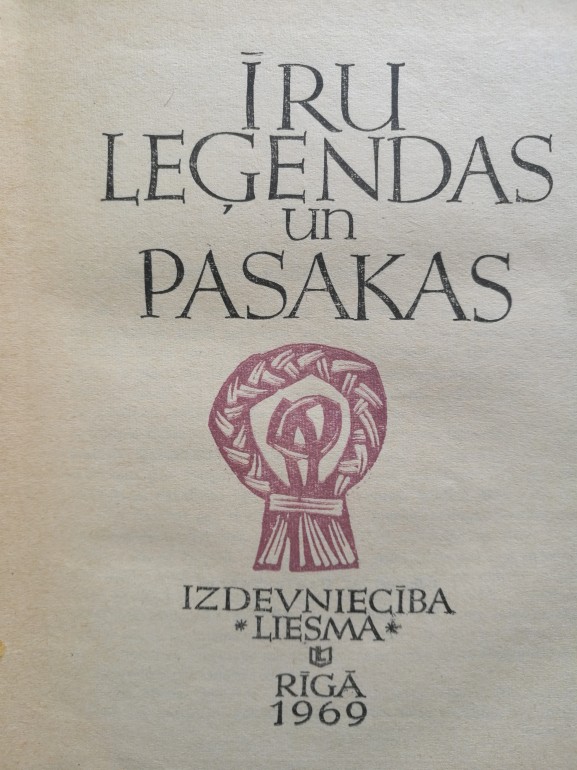 ĪRU
LEĢENDAS
un
PASAKAS
IZDEVNIECĪBA
*LIESMA*
L
RĪGĀ
1969